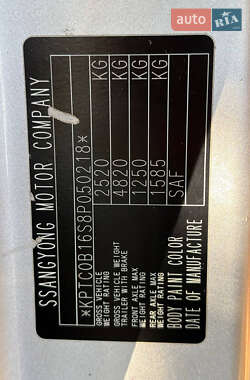 auto RIA.com
SSANGYONG MOTOR COMPANY
*KPTG0B16S8P050218*
GROSS VEHICLE WEIGHT RATING 2520 KG
GROSS VEHICLE WEIGHT TRAILER WITH BRAKE 4820 KG
FRONT AXLE MAX WEIGHT RATING 1250 KG
REAR AXLE MAX WEIGHT RATING 1585 KG
BODY PAINT COLOR SAF
DATE OF MANUFACTURE